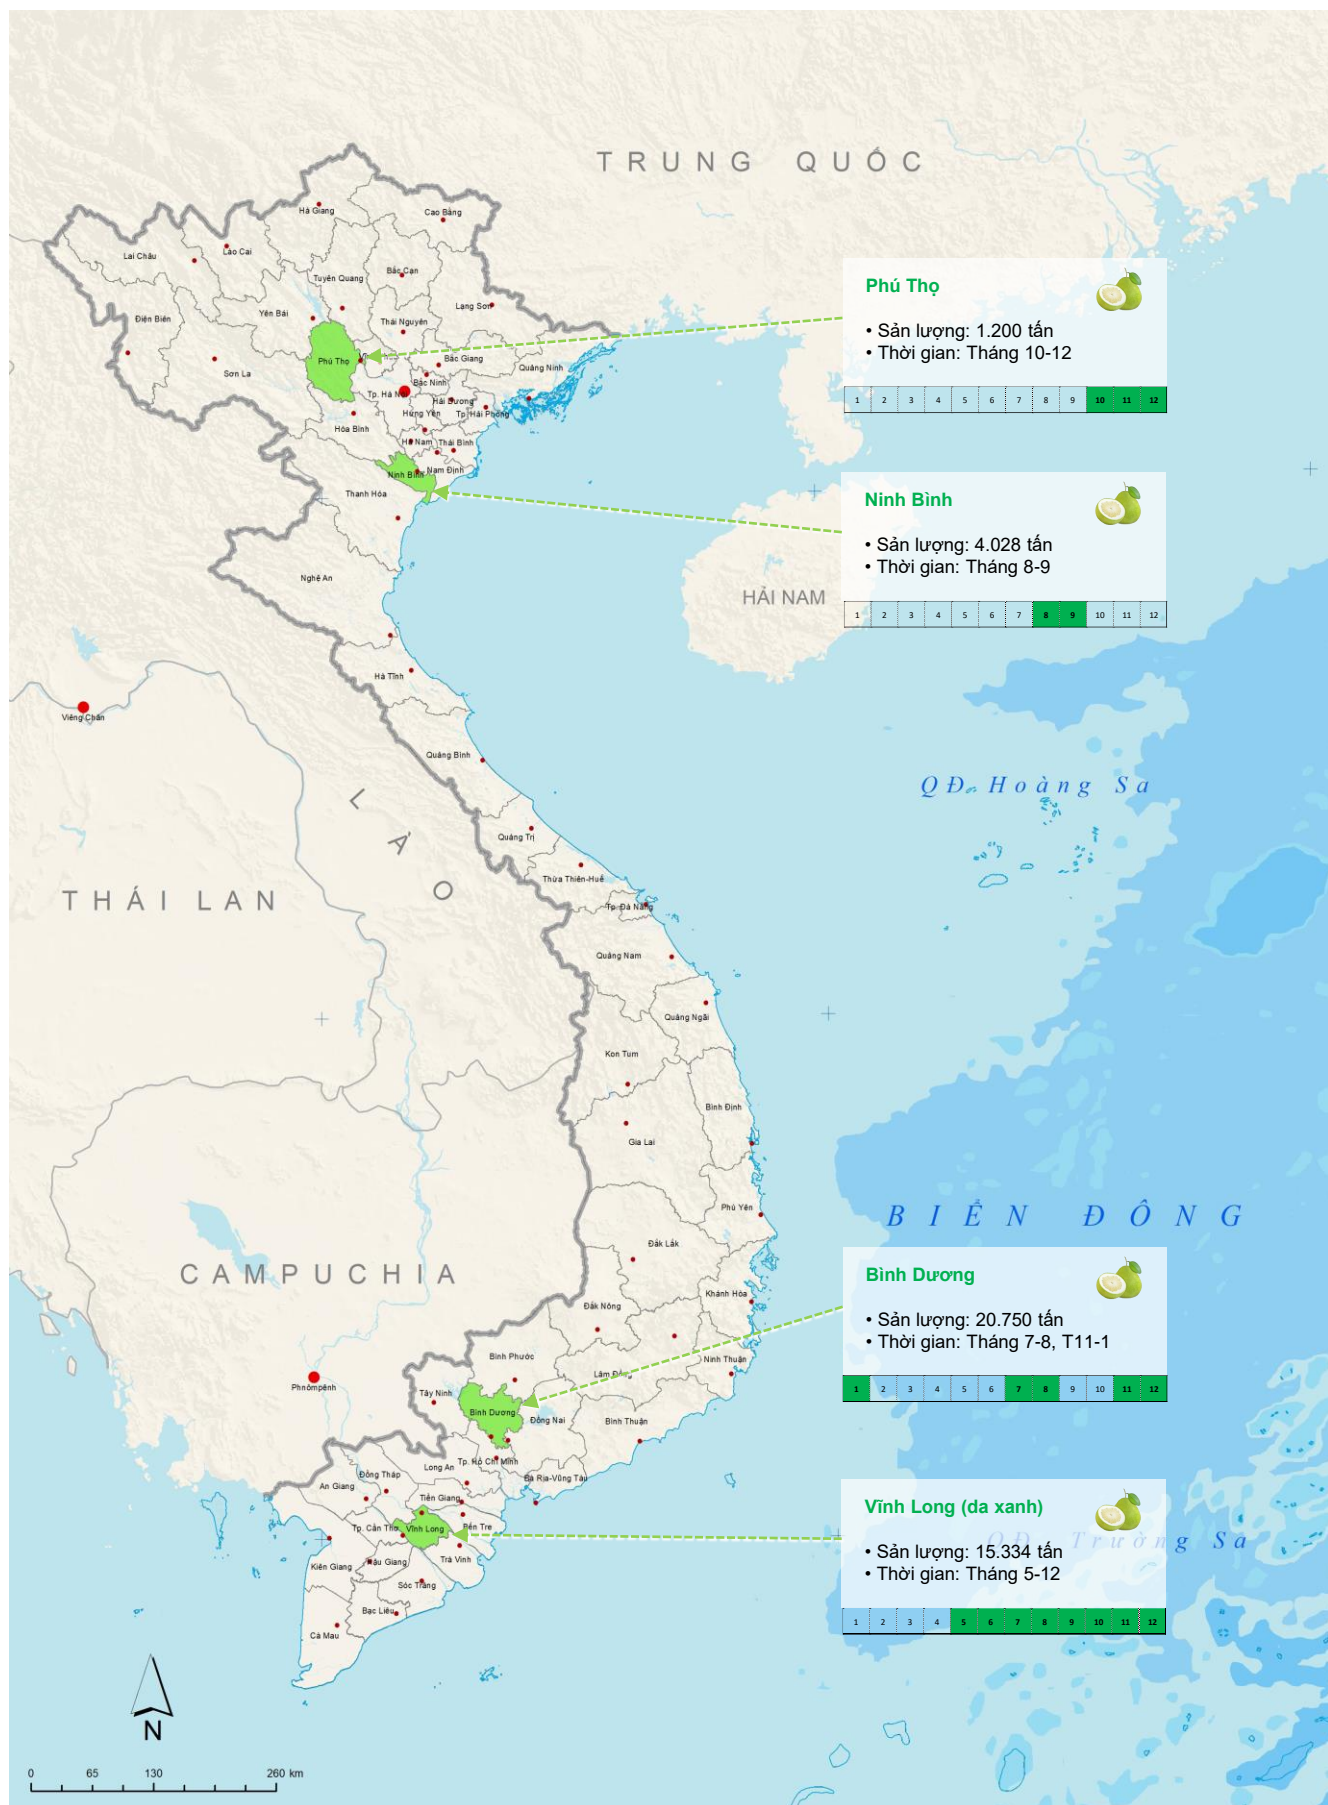 TRUNG QUỐC
Hà Giang
Cao Bằng
Lai Châu
Lào Cai
Tuyên Quang
Bắc Cạn
Điện Biên
Yên Bái
Thái Nguyên
Lạng Sơn
Phú Thọ
Sơn La
Bắc Giang
Quảng Ninh
Bắc Ninh
Tp. Hà N
Hải Dương
Hưng Yên
Tp. Hải Phòng
Hòa Bình
Hà Nam
Thái Bình
Ninh Bình
Nam Định
Thanh Hóa
Nghệ An
Hà Tĩnh
Viêng Chăn
Quảng Bình
LÀO
Quảng Trị
Thừa Thiên-Huế
THÁI LAN
Tp. Đà Nẵng
Quảng Nam
Quảng Ngãi
Kon Tum
Bình Định
Gia Lai
Phú Yên
Đắk Lắk
CAMPUCHIA
Khánh Hòa
Đắk Nông
Bình Phước
Ninh Thuận
Lâm Đồng
Phnômpênh
Tây Ninh
Bình Dương
Đồng Nai
Bình Thuận
Long An
Tp. Hồ Chí Minh
Đồng Tháp
Bà Rịa-Vũng Tàu
An Giang
Tiền Giang
Tp. Cần Thơ
Vĩnh Long
Bến Tre
Kiên Giang
Hậu Giang
Trà Vinh
Sóc Trăng
Bạc Liêu
Cà Mau
HẢI NAM
QĐ. Hoàng Sa
BIỂN ĐÔNG
QĐ. Trường Sa
Phú Thọ
• Sản lượng: 1.200 tấn
• Thời gian: Tháng 10-12
1 2 3 4 5 6 7 8 9 10 11 12
Ninh Bình
• Sản lượng: 4.028 tấn
• Thời gian: Tháng 8-9
1 2 3 4 5 6 7 8 9 10 11 12
Bình Dương
• Sản lượng: 20.750 tấn
• Thời gian: Tháng 7-8, T11-1
1 2 3 4 5 6 7 8 9 10 11 12
Vĩnh Long (da xanh)
• Sản lượng: 15.334 tấn
• Thời gian: Tháng 5-12
1 2 3 4 5 6 7 8 9 10 11 12
N
0 65 130 260 km